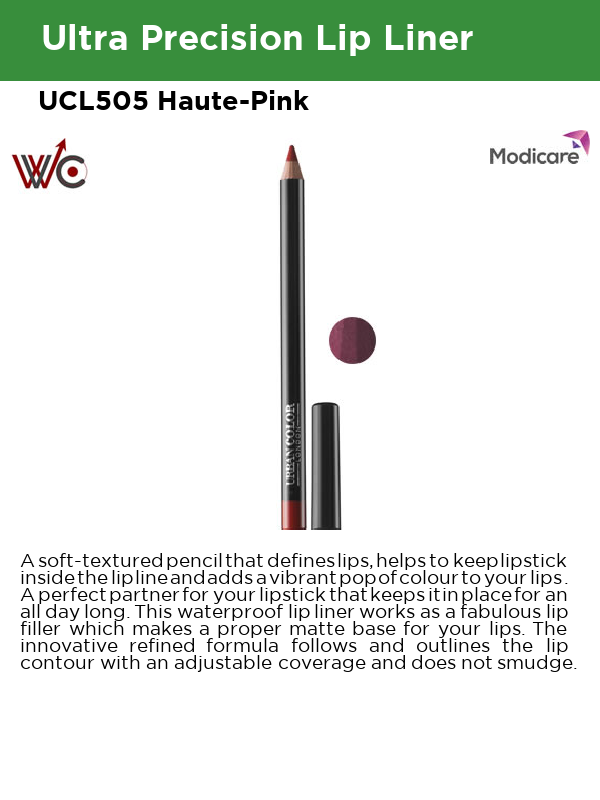 Ultra Precision Lip Liner
UCL505 Haute-Pink
WC
Modicare
URBAN COLOR
LONDON
A soft-textured pencil that defines lips, helps to keep lipstick
inside the lip line and adds a vibrant pop of colour to your lips.
A perfect partner for your lipstick that keeps it in place for an
all day long. This waterproof lip liner works as a fabulous lip
filler which makes a proper matte base for your lips. The
innovative refined formula follows and outlines the lip
contour with an adjustable coverage and does not smudge.